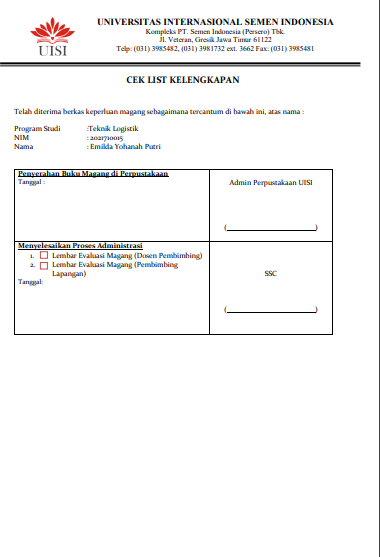 UNIVERSITAS INTERNASIONAL SEMEN INDONESIA
Kompleks PT. Semen Indonesia (Persero) Tbk.
Jl. Veteran, Gresik Jawa Timur 61122
Telp: (031) 3985482, (031) 3981732 ext. 3662 Fax: (031) 3985481
UISI
CEK LIST KELENGKAPAN
Telah diterima berkas keperluan magang sebagaimana tercantum di bawah ini, atas nama :
Program Studi :Teknik Logistik
NIM : 2021710015
Nama : Emilda Yohanah Putri
Penyerahan Buku Magang di Perpustakaan
Tanggal :
Admin Perpustakaan UISI
(______________________)
Menyelesaikan Proses Administrasi
1. Lembar Evaluasi Magang (Dosen Pembimbing)
2. Lembar Evaluasi Magang (Pembimbing
Lapangan)
Tanggal:
SSC
(______________________)